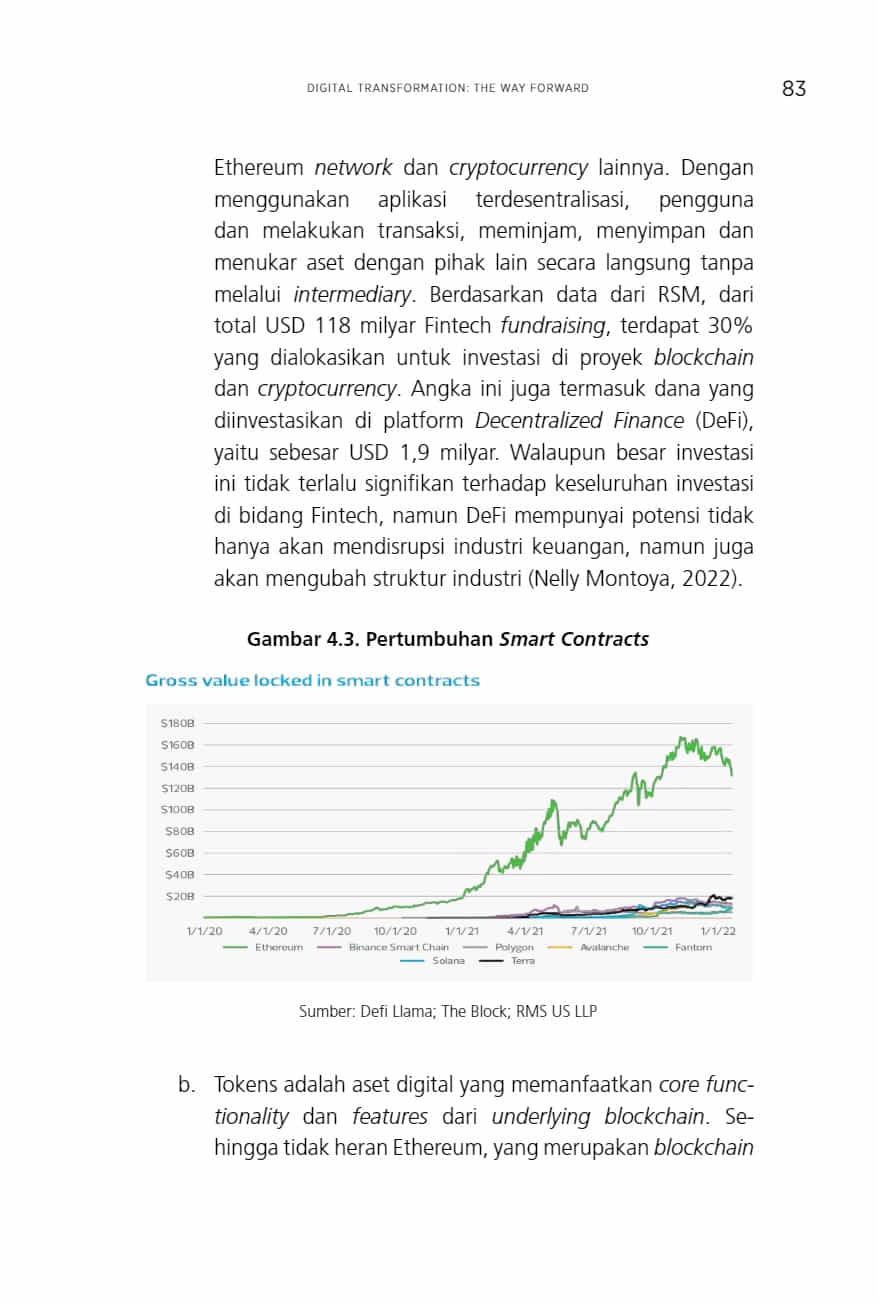 DIGITAL TRANSFORMATION: THE WAY FORWARD
83
Ethereum network dan cryptocurrency lainnya. Dengan
menggunakan aplikasi terdesentralisasi, pengguna
dan melakukan transaksi, meminjam, menyimpan dan
menukar aset dengan pihak lain secara langsung tanpa
melalui intermediary. Berdasarkan data dari RSM, dari
total USD 118 milyar Fintech fundraising, terdapat 30%
yang dialokasikan untuk investasi di proyek blockchain
dan cryptocurrency. Angka ini juga termasuk dana yang
diinvestasikan di platform Decentralized Finance (DeFi),
yaitu sebesar USD 1,9 milyar. Walaupun besar investasi
ini tidak terlalu signifikan terhadap keseluruhan investasi
di bidang Fintech, namun DeFi mempunyai potensi tidak
hanya akan mendisrupsi industri keuangan, namun juga
akan mengubah struktur industri (Nelly Montoya, 2022).
Gambar 4.3. Pertumbuhan Smart Contracts
Gross value locked in smart contracts
$180B
$160B
$140B
$120B
$100B
$80B
$60B
$40B
$20B
1/1/20 4/1/20 7/1/20 10/1/20 1/1/21 4/1/21 7/1/21 10/1/21 1/1/22
Ethereum Binance Smart Chain Polygon Avalanche Fantom
Solana Terra
Sumber: Defi Llama; The Block; RMS US LLP
b. Tokens adalah aset digital yang memanfaatkan core func-
tionality dan features dari underlying blockchain. Se-
hingga tidak heran Ethereum, yang merupakan blockchain